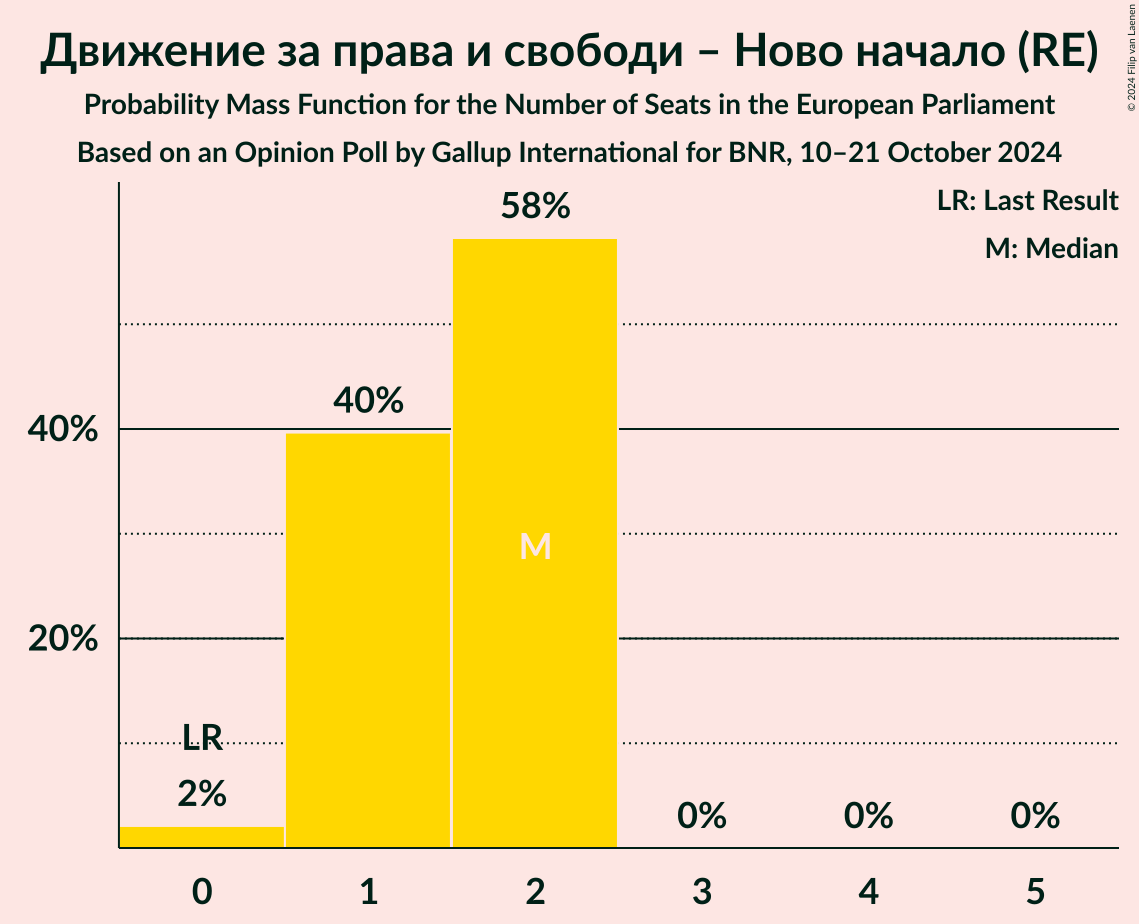 Движение за права и свободи – Ново начало (RE)
Probability Mass Function for the Number of Seats in the European Parliament
Based on an Opinion Poll by Gallup International for BNR, 10–21 October 2024
© 2024 Filip van Laenen
LR: Last Result
M: Median
58%
40%
40%
M
20%
LR
2%
0%
0%
0%
0
1
2
3
4
5